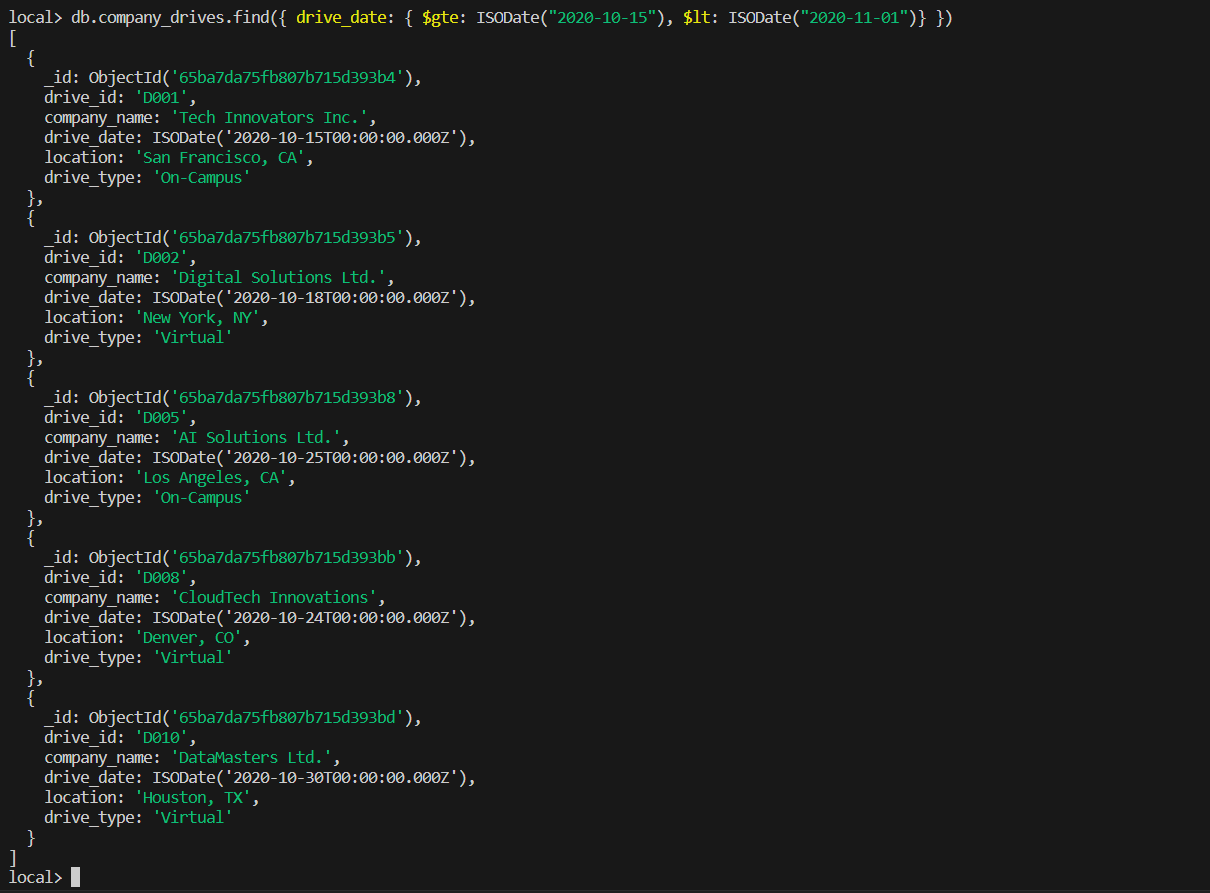 local> db.company_drives.find({ drive_date: { $gte: ISODate("2020-10-15"), $lt: ISODate("2020-11-01")} })
[
  {
    _id: ObjectId('65ba7da75fb807b715d393b4'),
    drive_id: 'D001',
    company_name: 'Tech Innovators Inc.',
    drive_date: ISODate('2020-10-15T00:00:00.000Z'),
    location: 'San Francisco, CA',
    drive_type: 'On-Campus'
  },
  {
    _id: ObjectId('65ba7da75fb807b715d393b5'),
    drive_id: 'D002',
    company_name: 'Digital Solutions Ltd.',
    drive_date: ISODate('2020-10-18T00:00:00.000Z'),
    location: 'New York, NY',
    drive_type: 'Virtual'
  },
  {
    _id: ObjectId('65ba7da75fb807b715d393b8'),
    drive_id: 'D005',
    company_name: 'AI Solutions Ltd.',
    drive_date: ISODate('2020-10-25T00:00:00.000Z'),
    location: 'Los Angeles, CA',
    drive_type: 'On-Campus'
  },
  {
    _id: ObjectId('65ba7da75fb807b715d393bb'),
    drive_id: 'D008',
    company_name: 'CloudTech Innovations',
    drive_date: ISODate('2020-10-24T00:00:00.000Z'),
    location: 'Denver, CO',
    drive_type: 'Virtual'
  },
  {
    _id: ObjectId('65ba7da75fb807b715d393bd'),
    drive_id: 'D010',
    company_name: 'DataMasters Ltd.',
    drive_date: ISODate('2020-10-30T00:00:00.000Z'),
    location: 'Houston, TX',
    drive_type: 'Virtual'
  }
]
local>